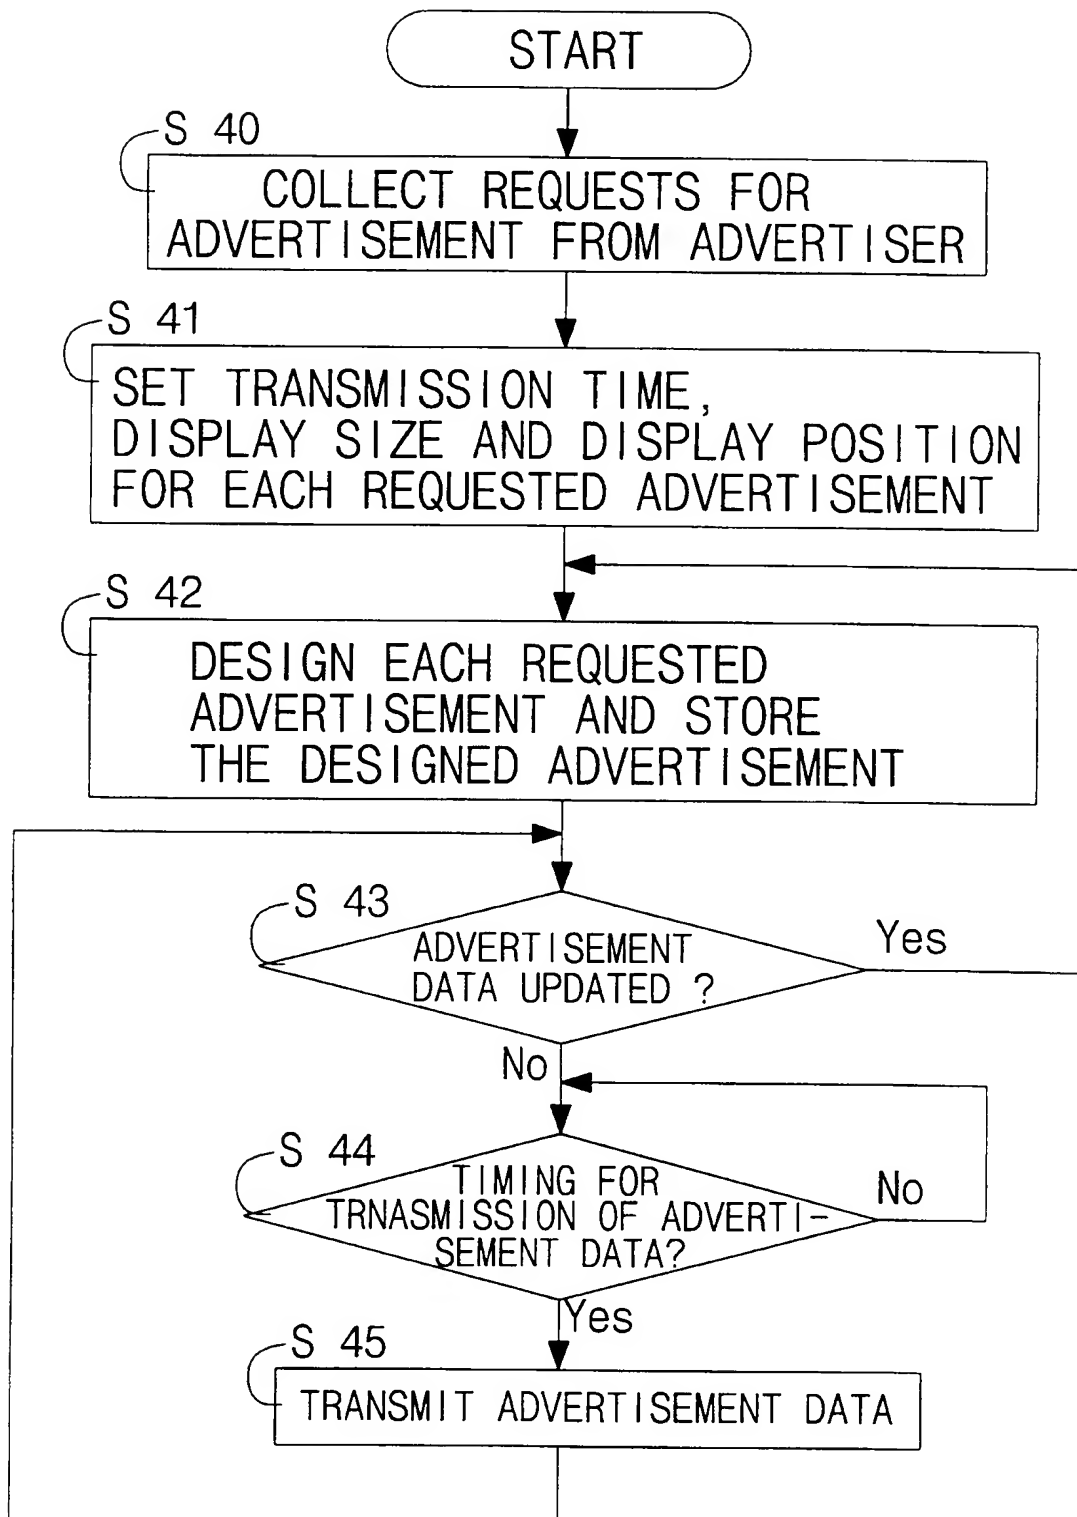 START
S 40
COLLECT REQUESTS FOR
ADVERTISEMENT FROM ADVERTISER
S 41
SET TRANSMISSION TIME,
DISPLAY SIZE AND DISPLAY POSITION
FOR EACH REQUESTED ADVERTISEMENT
S 42
DESIGN EACH REQUESTED
ADVERTISEMENT AND STORE
THE DESIGNED ADVERTISEMENT
S 43
ADVERTISEMENT
DATA UPDATED ?
Yes
No
S 44
TIMING FOR
TRNASMISSION OF ADVERTI-
SEMENT DATA?
No
Yes
S 45
TRANSMIT ADVERTISEMENT DATA